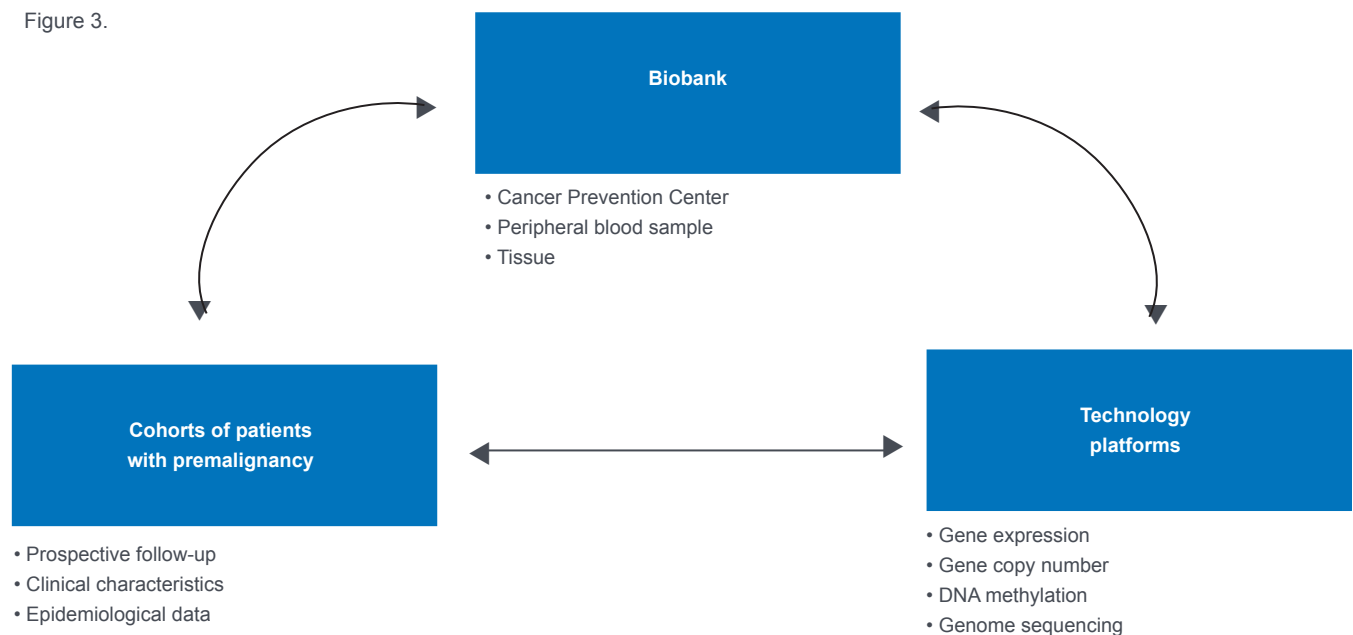 Figure 3.
Biobank
• Cancer Prevention Center
• Peripheral blood sample
• Tissue
Cohorts of patients
with premalignancy
• Prospective follow-up
• Clinical characteristics
• Epidemiological data
Technology
platforms
• Gene expression
• Gene copy number
• DNA methylation
• Genome sequencing